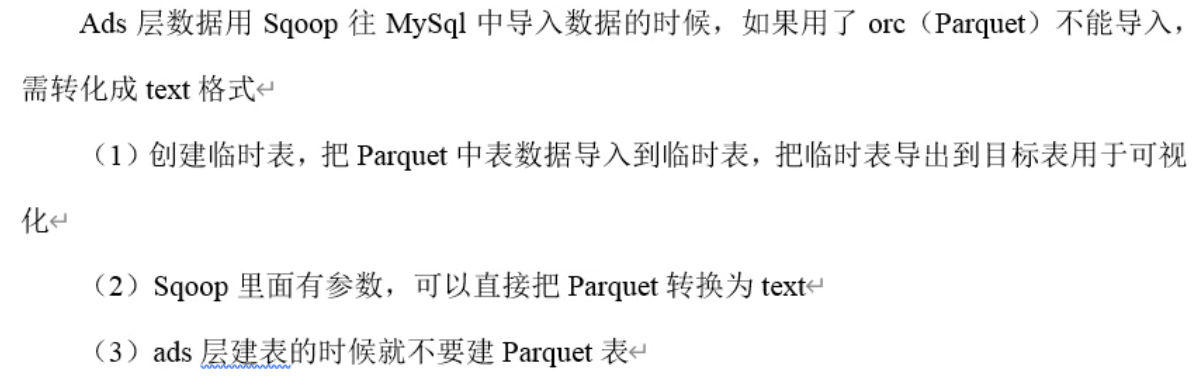 Ads 层数据用 Sqoop 往 MySql 中导入数据的时候，如果用了 orc（Parquet）不能导入，
需转化成 text 格式↵
（1）创建临时表，把 Parquet 中表数据导入到临时表，把临时表导出到目标表用于可视
化↵
（2）Sqoop 里面有参数，可以直接把 Parquet 转换为 text↵
（3）ads 层建表的时候就不要建 Parquet 表↵